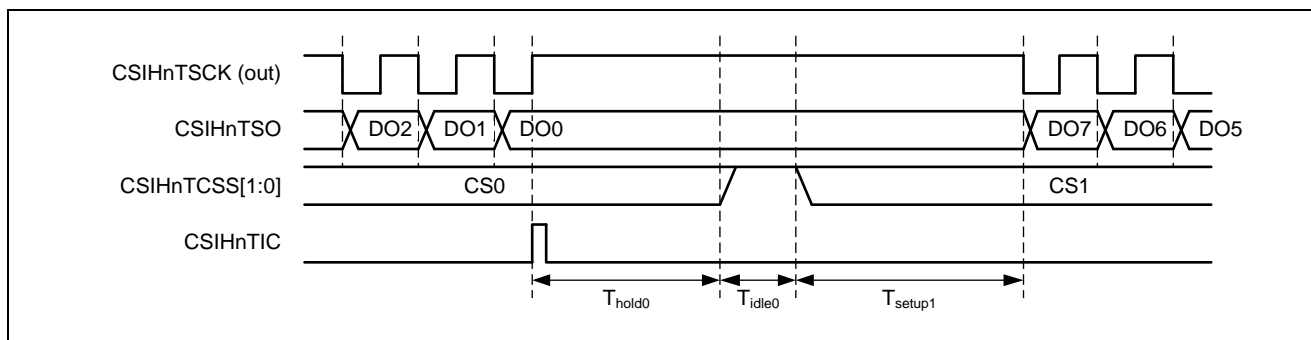 CSIHnTSCK (out)
CSIHnTSO DO2 DO1 DO0 DO7 DO6 DO5
CSIHnTCSS[1:0] CS0 CS1
CSIHnTIC
Thold0 Tidle0 Tsetup1